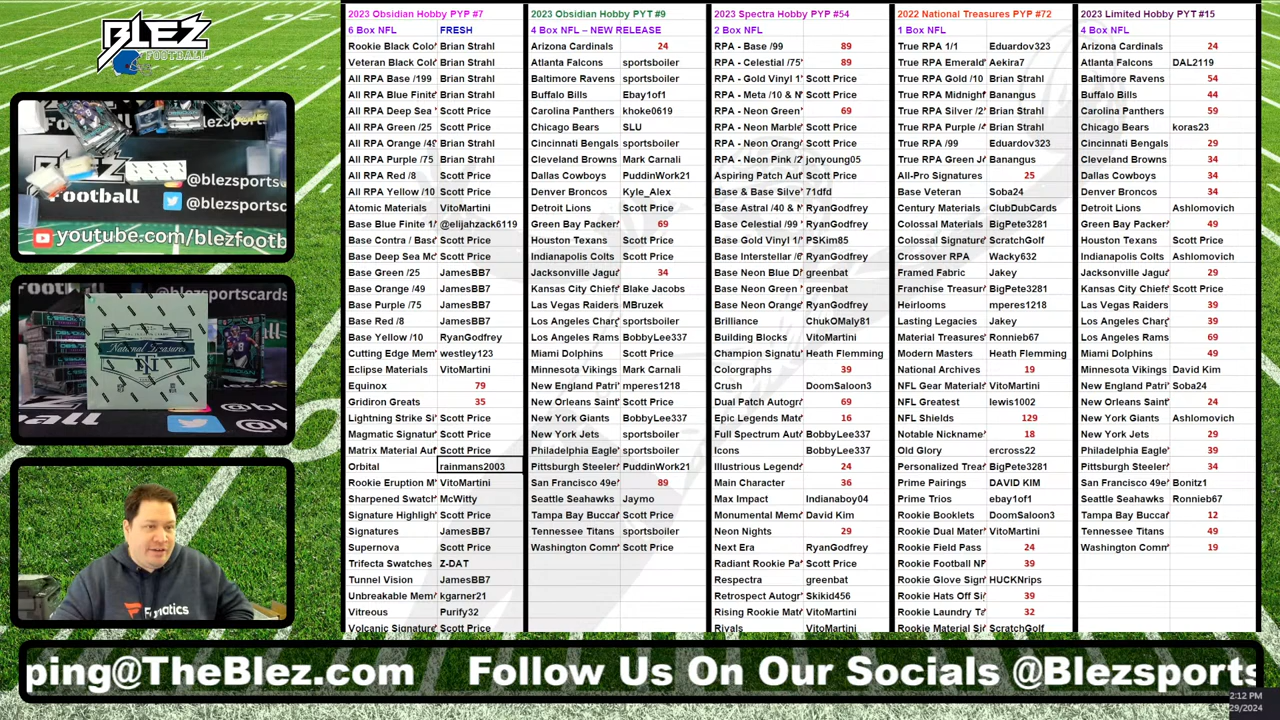 BLEZ
FOOTBALL
@blezsports
Football
@blezsports
youtube.com/blezfootb
@blezsportscards
National Treasures
Fanatics
2023 Obsidian Hobby PYP #7
6 Box NFL FRESH
Rookie Black Colo Brian Strahl
Veteran Black Col Brian Strahl
All RPA Base /199 Brian Strahl
All RPA Blue Finite Brian Strahl
All RPA Deep Sea Scott Price
All RPA Green /25 Scott Price
All RPA Orange /4 Brian Strahl
All RPA Purple /75 Brian Strahl
All RPA Red /8 Scott Price
All RPA Yellow /10 Brian Strahl
Atomic Materials VitoMartini
Base Blue Finite 1/ @elijahzack6119
Base Contra / Base Scott Price
Base Deep Sea Mo Scott Price
Base Green /25 JamesBB7
Base Orange /49 JamesBB7
Base Purple /75 JamesBB7
Base Red /8 JamesBB7
Base Yellow /10 RyanGodfrey
Cutting Edge Mem westley123
Eclipse Materials VitoMartini
Equinox 79
Gridiron Greats 35
Lightning Strike Si Scott Price
Magmatic Signatur Scott Price
Matrix Material Aut Scott Price
Orbital rainmans2003
Rookie Eruption M VitoMartini
Sharpened Swatch McWitty
Signature Highligh Scott Price
Signatures JamesBB7
Supernova Scott Price
Trifecta Swatches Z-DAT
Tunnel Vision JamesBB7
Unbreakable Mem kgarner21
Vitreous Purify32
Volcanic Signature Scott Price
2023 Obsidian Hobby PYT #9
4 Box NFL – NEW RELEASE
Arizona Cardinals 24
Atlanta Falcons sportsboiler
Baltimore Ravens sportsboiler
Buffalo Bills Ebay1of1
Carolina Panthers khoke0619
Chicago Bears SLU
Cincinnati Bengals sportsboiler
Cleveland Browns Mark Carnali
Dallas Cowboys PuddinWork21
Denver Broncos Kyle_Alex
Detroit Lions Scott Price
Green Bay Packer 69
Houston Texans Scott Price
Indianapolis Colts Scott Price
Jacksonville Jagua 34
Kansas City Chiefs Blake Jacobs
Las Vegas Raiders MBruzek
Los Angeles Charg sportsboiler
Los Angeles Rams BobbyLee337
Miami Dolphins Scott Price
Minnesota Vikings Mark Carnali
New England Patri mperes1218
New Orleans Saint Scott Price
New York Giants BobbyLee337
New York Jets sportsboiler
Philadelphia Eagle sportsboiler
Pittsburgh Steeler PuddinWork21
San Francisco 49e 89
Seattle Seahawks Jaymo
Tampa Bay Buccan sportsboiler
Tennessee Titans sportsboiler
Washington Comm Scott Price
2023 Spectra Hobby PYP #54
2 Box NFL
RPA - Base /99 89
RPA - Celestial /75 89
RPA - Gold Vinyl 1 Scott Price
RPA - Meta /10 & N Scott Price
RPA - Neon Green 69
RPA - Neon Marble Scott Price
RPA - Neon Orang Scott Price
RPA - Neon Pink /2 jonyoung05
Aspiring Patch Aut Scott Price
Base & Base Silve 71dfd
Base Astral /40 & N RyanGodfrey
Base Celestial /99 RyanGodfrey
Base Gold Vinyl 1/ PSKim85
Base Interstellar /6 RyanGodfrey
Base Neon Blue D greenbat
Base Neon Green greenbat
Base Neon Orange RyanGodfrey
Brilliance ChukOMaly81
Building Blocks VitoMartini
Champion Signatu Heath Flemming
Colorgraphs 39
Crush DoomSaloon3
Dual Patch Autogr 69
Epic Legends Mat 16
Full Spectrum Aut BobbyLee337
Icons BobbyLee337
Illustrious Legend 24
Main Character 36
Max Impact Indianaboy04
Monumental Mem David Kim
Neon Nights 29
Next Era RyanGodfrey
Radiant Rookie Pa Scott Price
Respectra greenbat
Retrospect Autogr Skikid456
Rising Rookie Mat VitoMartini
Rivals VitoMartini
2022 National Treasures PYP #72
1 Box NFL
True RPA 1/1 Eduardov323
True RPA Emerald Aekira7
True RPA Gold /10 Brian Strahl
True RPA Midnigh Banangus
True RPA Silver /2 Brian Strahl
True RPA Purple / Brian Strahl
True RPA /99 Eduardov323
True RPA Green /  Banangus
All-Pro Signatures 25
Base Veteran Soba24
Century Materials ClubDubCards
Colossal Materials BigPete3281
Colossal Signature ScratchGolf
Crossover RPA Wacky632
Framed Fabric Jakey
Franchise Treasur BigPete3281
Heirlooms mperes1218
Lasting Legacies Jakey
Material Treasures Ronnieb67
Modern Masters Heath Flemming
National Archives 19
NFL Gear Material VitoMartini
NFL Greatest lewis1002
NFL Shields 129
Notable Nickname 18
Old Glory ercross22
Personalized Trea BigPete3281
Prime Pairings DAVID KIM
Prime Trios ebay1of1
Rookie Booklets DoomSaloon3
Rookie Dual Mater VitoMartini
Rookie Field Pass 24
Rookie Football NF 39
Rookie Glove Sign HUCKNrips
Rookie Hats Off Si 39
Rookie Laundry Ta 32
Rookie Material Si ScratchGolf
2023 Limited Hobby PYT #15
4 Box NFL
Arizona Cardinals 24
Atlanta Falcons DAL2119
Baltimore Ravens 54
Buffalo Bills 44
Carolina Panthers 59
Chicago Bears koras23
Cincinnati Bengals 29
Cleveland Browns 34
Dallas Cowboys 34
Denver Broncos 34
Detroit Lions Ashlomovich
Green Bay Packer 49
Houston Texans Scott Price
Indianapolis Colts Ashlomovich
Jacksonville Jagua 29
Kansas City Chiefs Scott Price
Las Vegas Raiders 39
Los Angeles Charg 39
Los Angeles Rams 69
Miami Dolphins 49
Minnesota Vikings David Kim
New England Patri Soba24
New Orleans Saint 24
New York Giants Ashlomovich
New York Jets 29
Philadelphia Eagle 39
Pittsburgh Steeler 34
San Francisco 49e Bonitz1
Seattle Seahawks Ronnieb67
Tampa Bay Buccan 12
Tennessee Titans 49
Washington Comm 19
ping@TheBlez.com Follow Us On Our Socials @Blezsports
2:12 PM
29/2024